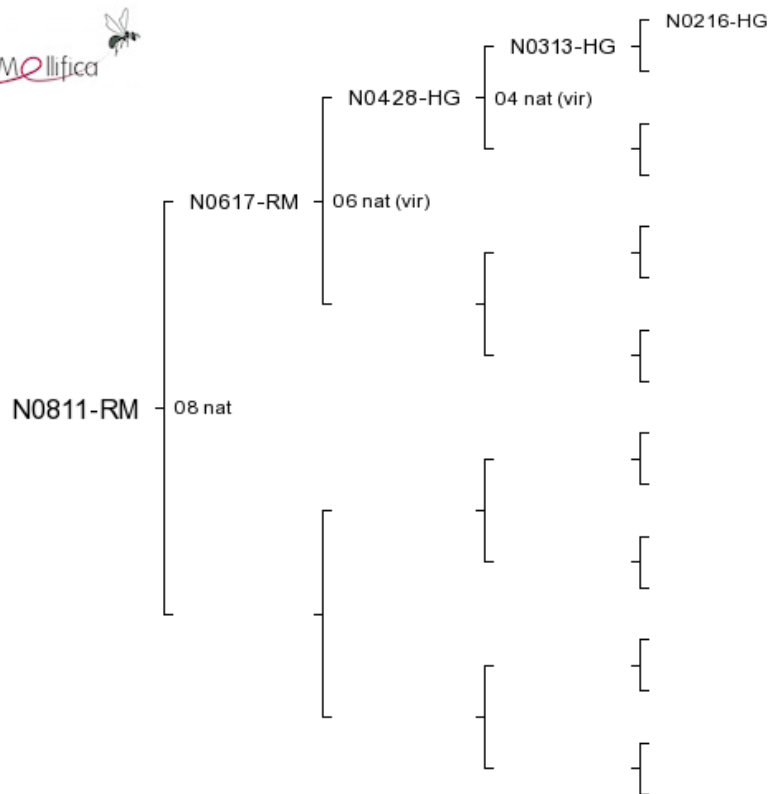 Mellifica
N0216-HG
N0313-HG
N0428-HG
04 nat (vir)
N0617-RM
06 nat (vir)
N0811-RM
08 nat